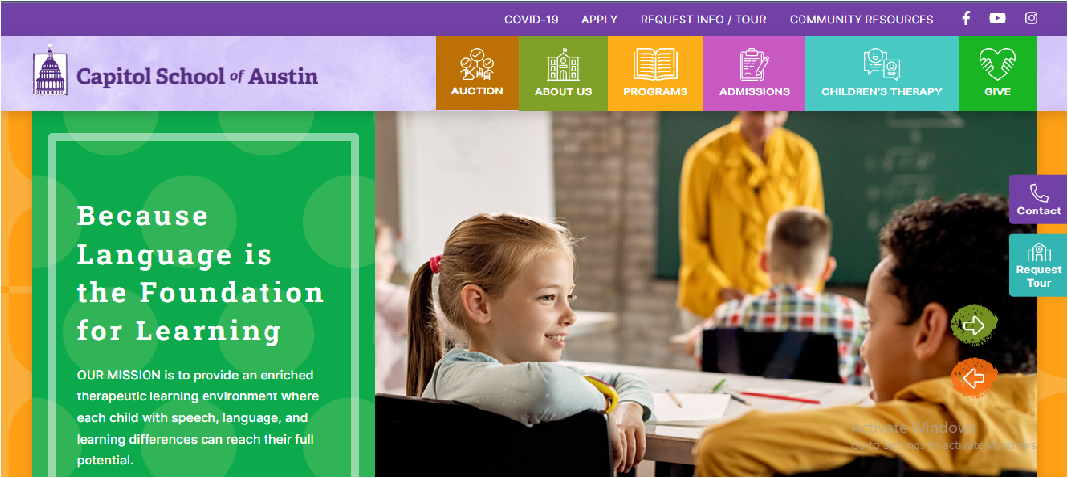 COVID-19 APPLY REQUEST INFO / TOUR COMMUNITY RESOURCES
Capitol School of Austin
AUCTION ABOUT US PROGRAMS ADMISSIONS CHILDREN'S THERAPY GIVE
Because
Language is
the Foundation
for Learning
OUR MISSION is to provide an enriched
therapeutic learning environment where
each child with speech, language, and
learning differences can reach their full
potential.
Contact
Request
Tour
Activate Windows
to activate Windows